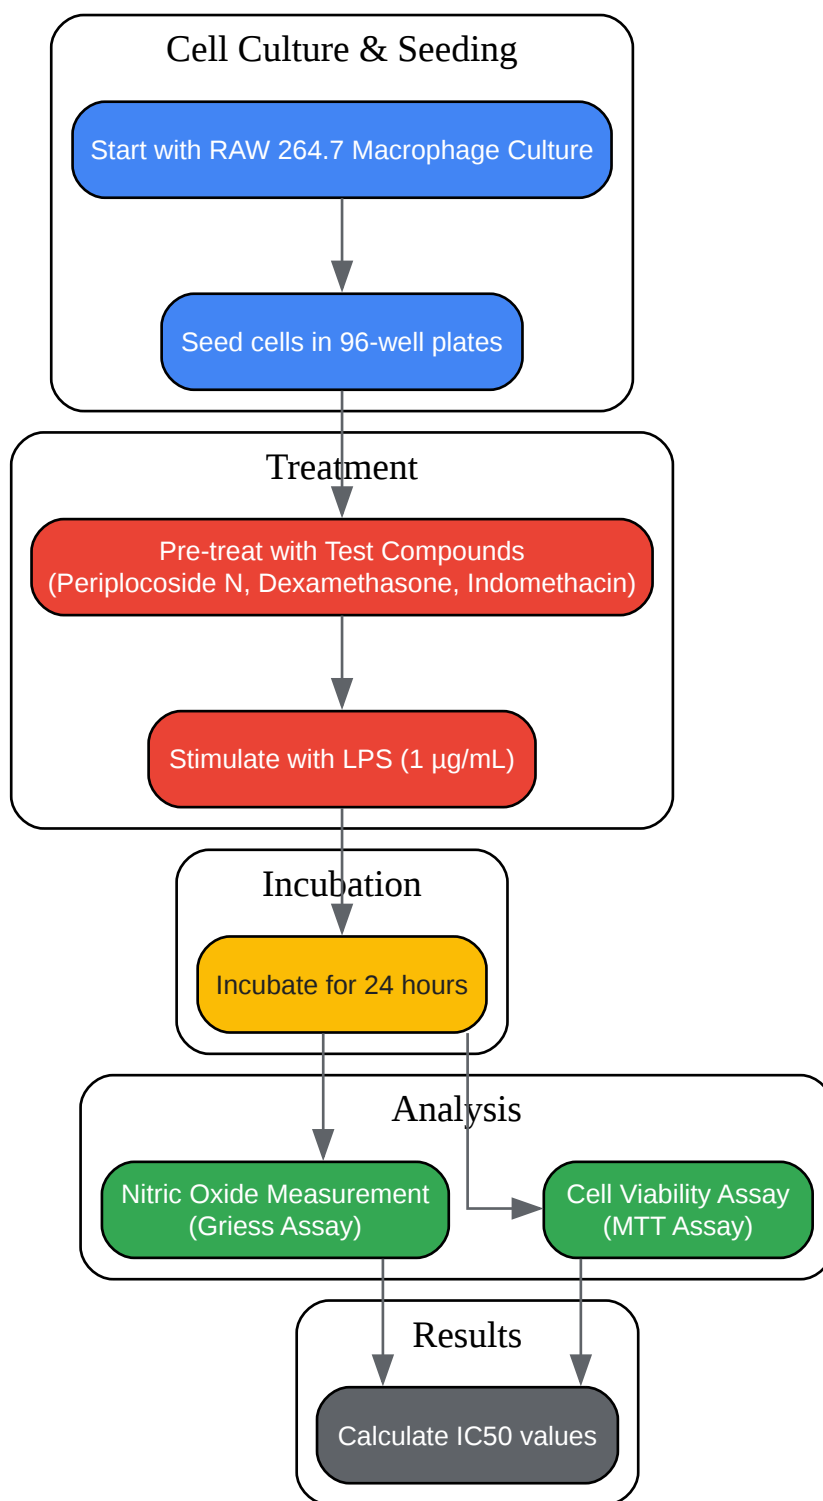 Cell Culture & Seeding
Start with RAW 264.7 Macrophage Culture
Seed cells in 96-well plates
Treatment
Pre-treat with Test Compounds
(Periplocoside N, Dexamethasone, Indomethacin)
Stimulate with LPS (1 µg/mL)
Incubation
Incubate for 24 hours
Analysis
Nitric Oxide Measurement
(Griess Assay)
Cell Viability Assay
(MTT Assay)
Results
Calculate IC50 values